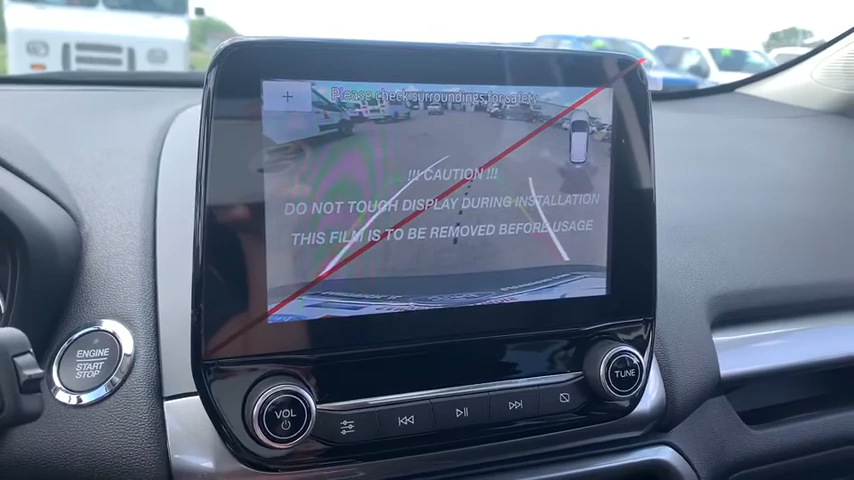 Please check surroundings for safety
!!! CAUTION !!!
DO NOT TOUCH DISPLAY DURING INSTALLATION
THIS FILM IS TO BE REMOVED BEFORE USAGE
ENGINE
START
STOP
VOL
TUNE